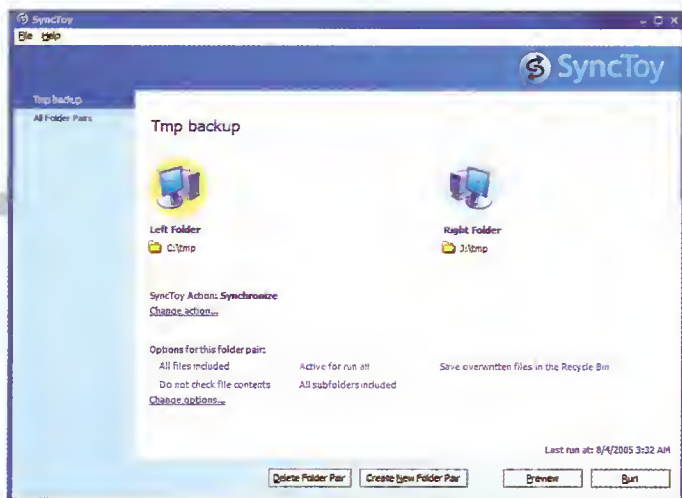 SyncToy
File Help
SyncToy
Tmp backup
All Folder Pairs
Tmp backup
Left Folder
Right Folder
C:\tmp
J:\tmp
SyncToy Action: Synchronize
Change action...
Options for this folder pair:
All files included
Active for run all
Save overwritten files in the Recycle Bin
Do not check file contents
All subfolders included
Change options...
Last run at: 8/4/2005 3:32 AM
Delete Folder Pair
Create New Folder Pair
Preview
Run